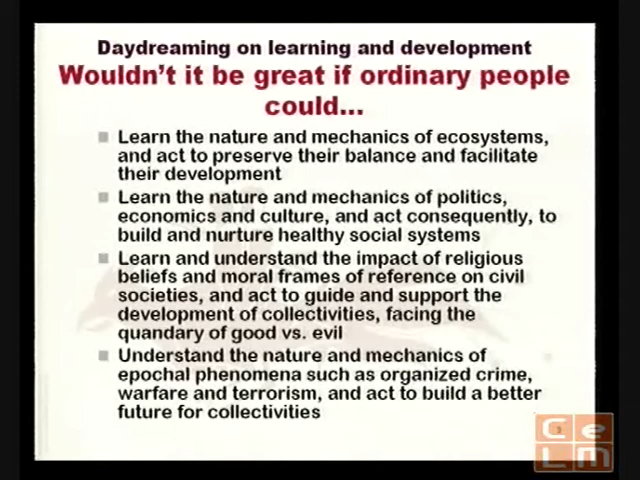 Daydreaming on learning and development
Wouldn't it be great if ordinary people
could...
Learn the nature and mechanics of ecosystems,
and act to preserve their balance and facilitate
their development
Learn the nature and mechanics of politics,
economics and culture, and act consequently, to
build and nurture healthy social systems
Learn and understand the impact of religious
beliefs and moral frames of reference on civil
societies, and act to guide and support the
development of collectivities, facing the
quandary of good vs. evil
Understand the nature and mechanics of
epochal phenomena such as organized crime,
warfare and terrorism, and act to build a better
future for collectivities
C e
L M